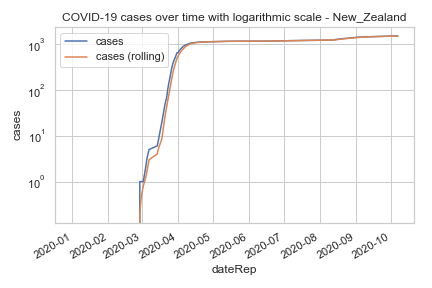 COVID-19 cases over time with logarithmic scale - New_Zealand
cases
cases (rolling)
cases
10³
10²
10¹
10⁰
2020-01
2020-02
2020-03
2020-04
2020-05
2020-06
2020-07
2020-08
2020-09
2020-10
dateRep